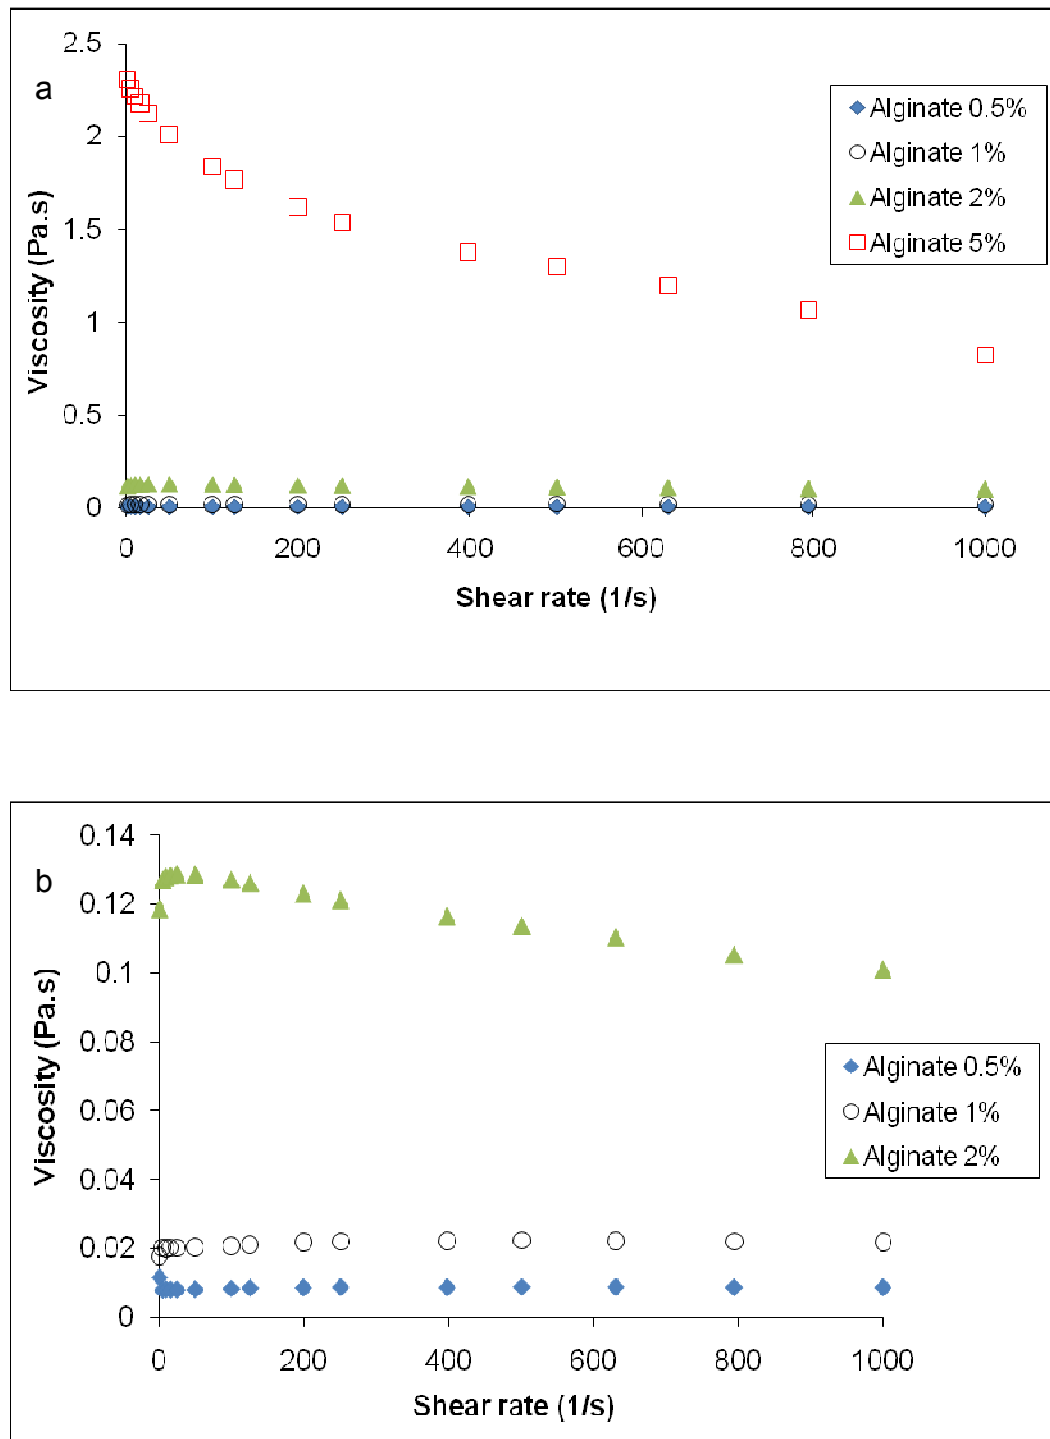 a
2.5
2
1.5
1
0.5
0
0 200 400 600 800 1000
Viscosity (Pa.s)
Shear rate (1/s)
Alginate 0.5%
Alginate 1%
Alginate 2%
Alginate 5%
b
0.14
0.12
0.1
0.08
0.06
0.04
0.02
0
0 200 400 600 800 1000
Viscosity (Pa.s)
Shear rate (1/s)
Alginate 0.5%
Alginate 1%
Alginate 2%